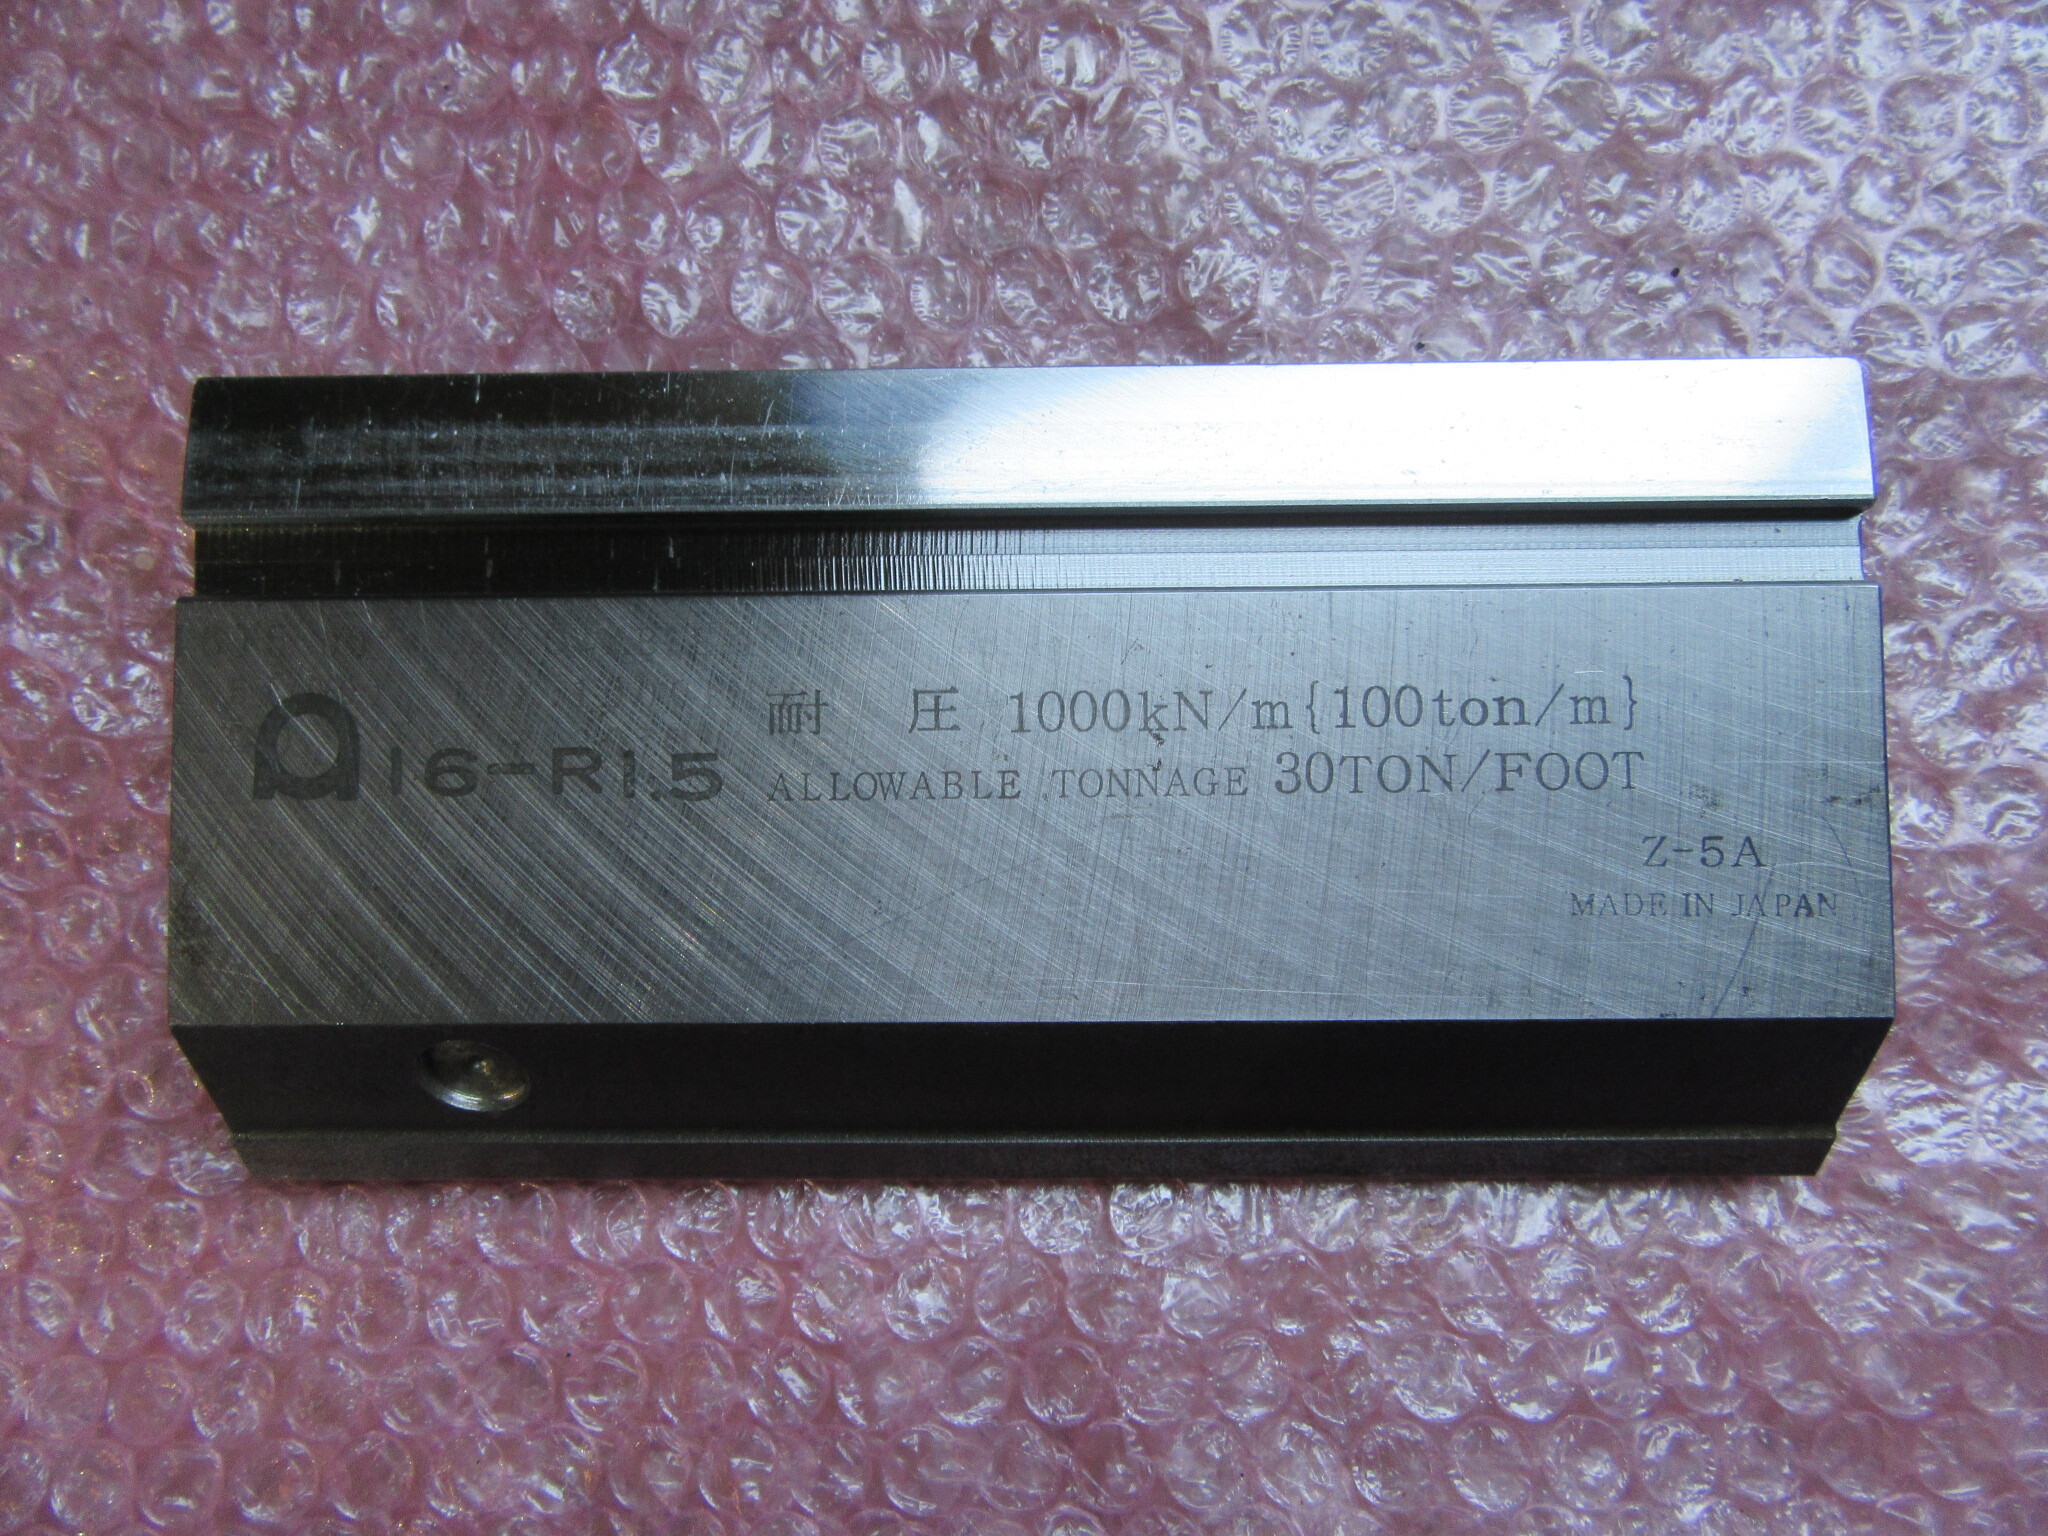 a 16-R1.5
耐 圧 1000kN/m{100ton/m}
ALLOWABLE TONNAGE 30TON/FOOT
Z-5A
MADE IN JAPAN